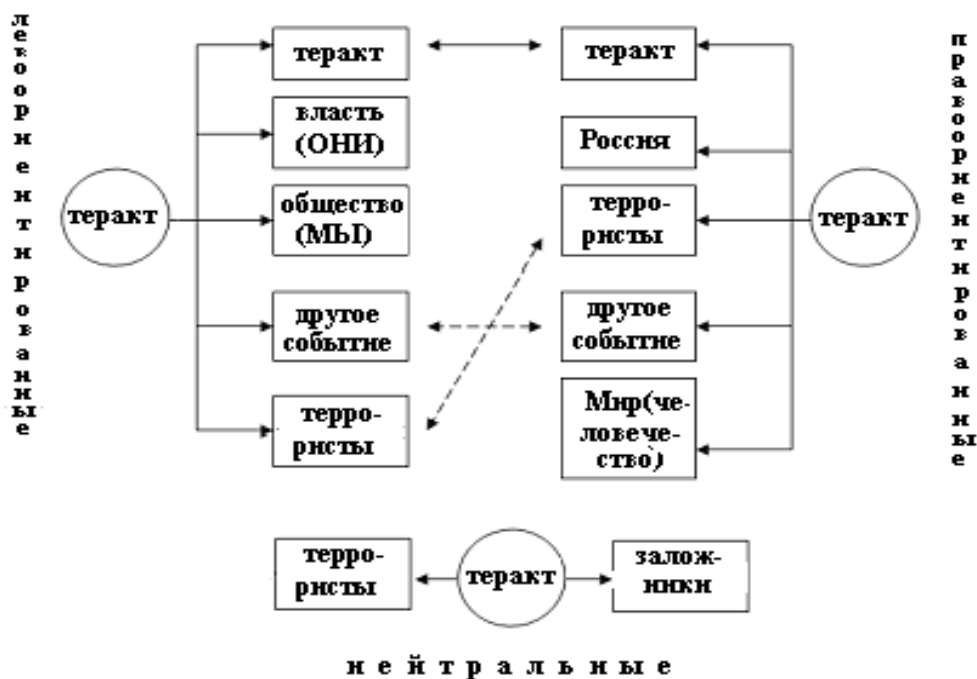 левоориентированные
теракт
теракт
власть
(ОНИ)
общество
(МЫ)
другое
событие
терро-
ристы
теракт
Россия
терро-
ристы
другое
событие
Мир(че-
ловече-
ство)
теракт
правоориентированные
терро-
ристы
теракт
залож-
ники
нейтральные